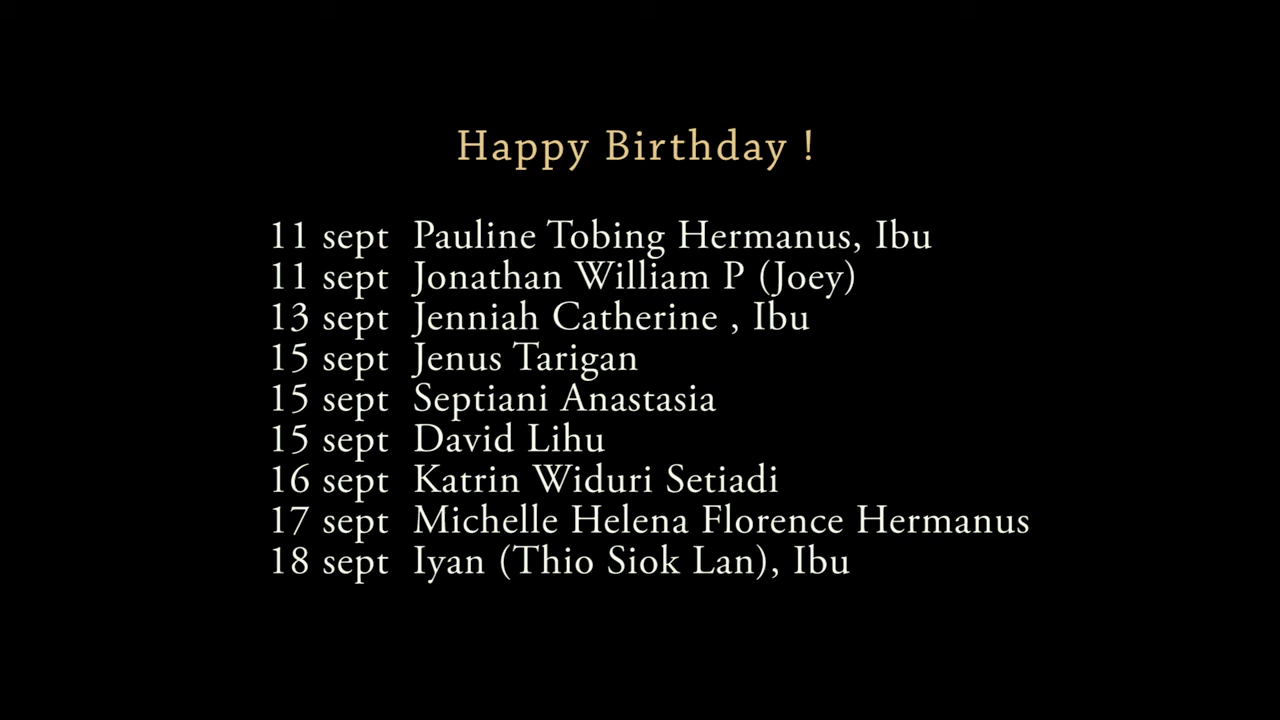 Happy Birthday !
11 sept Pauline Tobing Hermanus, Ibu
11 sept Jonathan William P (Joey)
13 sept Jenniah Catherine , Ibu
15 sept Jenus Tarigan
15 sept Septiani Anastasia
15 sept David Lihu
16 sept Katrin Widuri Setiadi
17 sept Michelle Helena Florence Hermanus
18 sept Iyan (Thio Siok Lan), Ibu